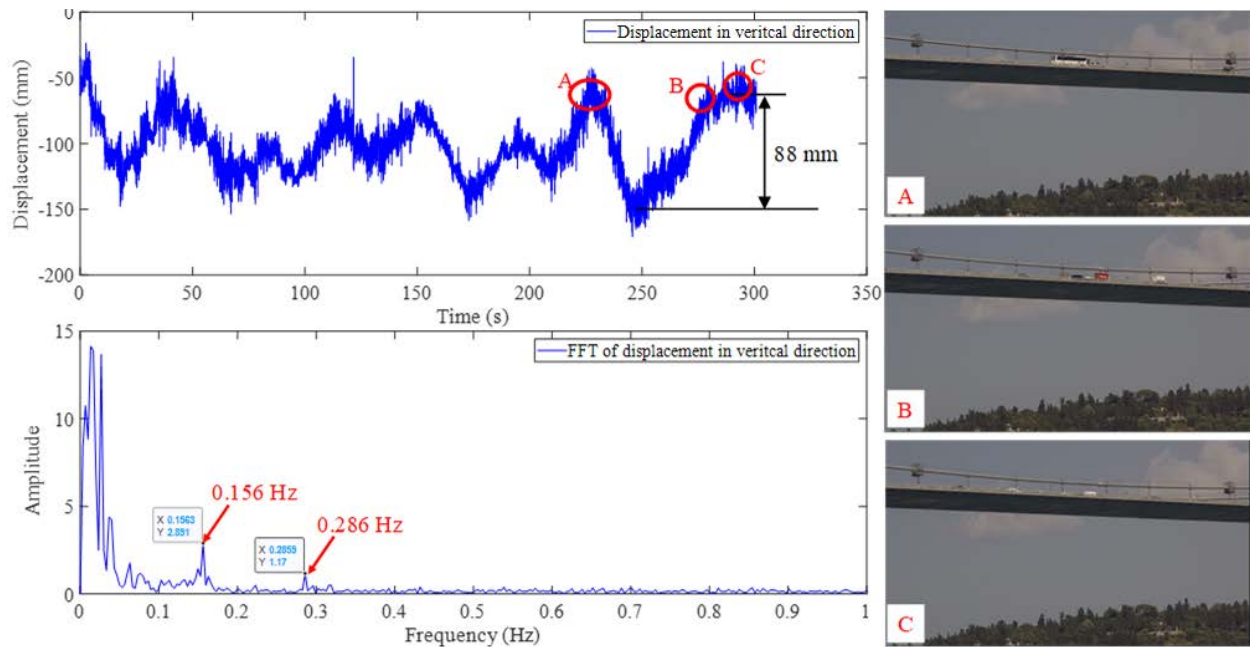 0
-50
-100
-150
-200
Displacement (mm)
Displacement in veritcal direction
A
B
C
88 mm
0
50
100
150
200
250
300
350
Time (s)
15
10
5
0
Amplitude
FFT of displacement in veritcal direction
0.156 Hz
X 0.1563
Y 2.891
0.286 Hz
X 0.2859
Y 1.17
0
0.1
0.2
0.3
0.4
0.5
0.6
0.7
0.8
0.9
1
Frequency (Hz)
A
B
C